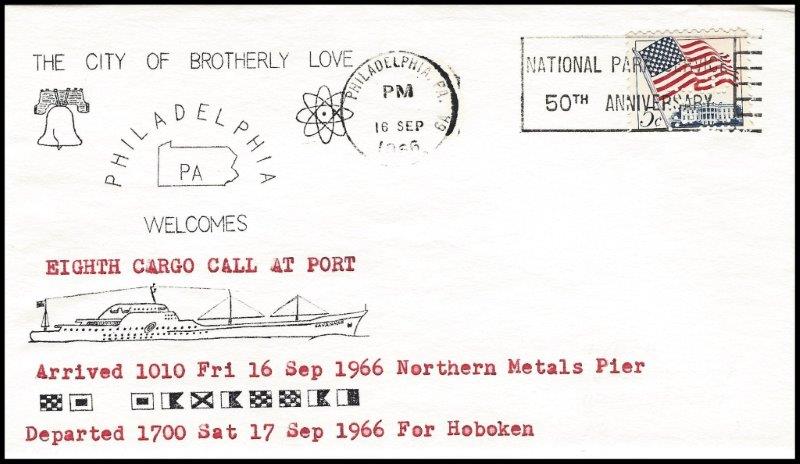 THE CITY OF BROTHERLY LOVE
PHILADELPHIA
PA
WELCOMES
PHILADELPHIA, PA.
PM
16 SEP
1966
NATIONAL PARK SERVICE
50TH ANNIVERSARY
5c
EIGHTH CARGO CALL AT PORT
SAVANNAH
Arrived 1010 Fri 16 Sep 1966 Northern Metals Pier
Departed 1700 Sat 17 Sep 1966 For Hoboken